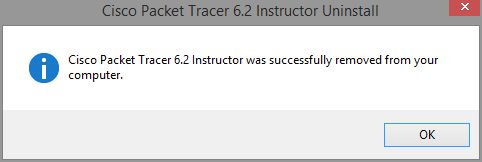 Cisco Packet Tracer 6.2 Instructor Uninstall
Cisco Packet Tracer 6.2 Instructor was successfully removed from your
computer.
OK